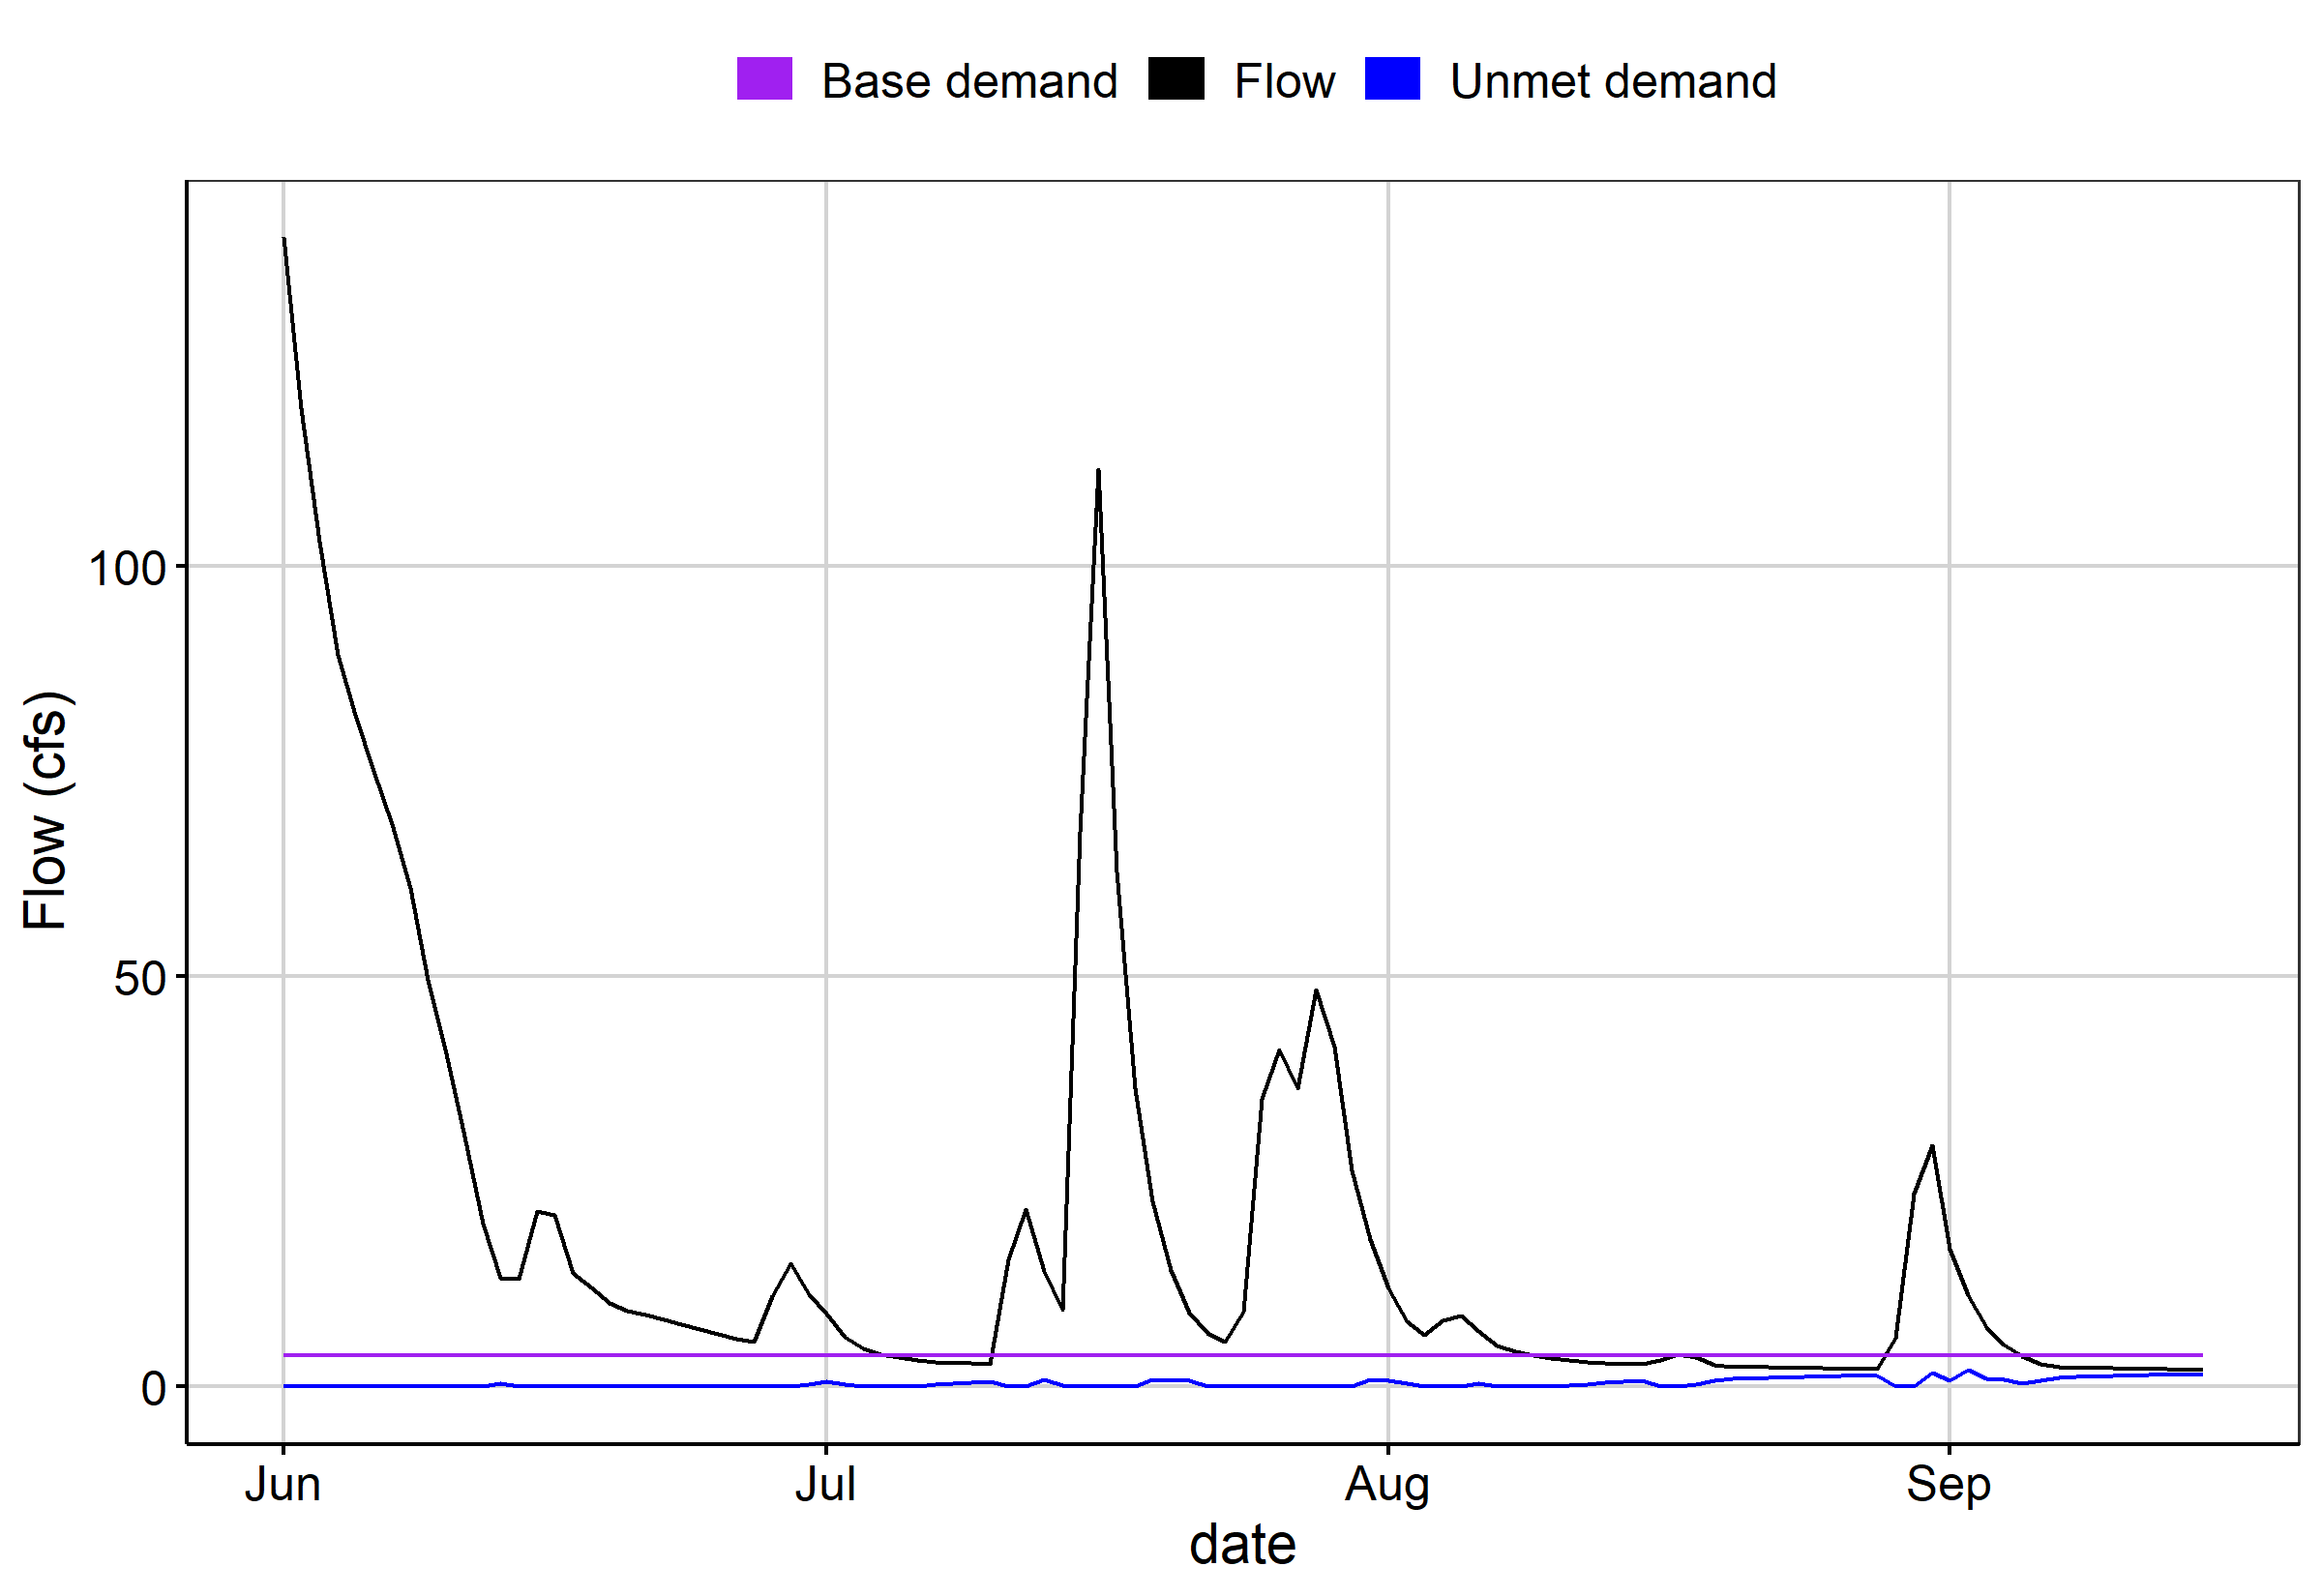 Base demand Flow Unmet demand
Flow (cfs)
100
50
0
Jun Jul Aug Sep
date